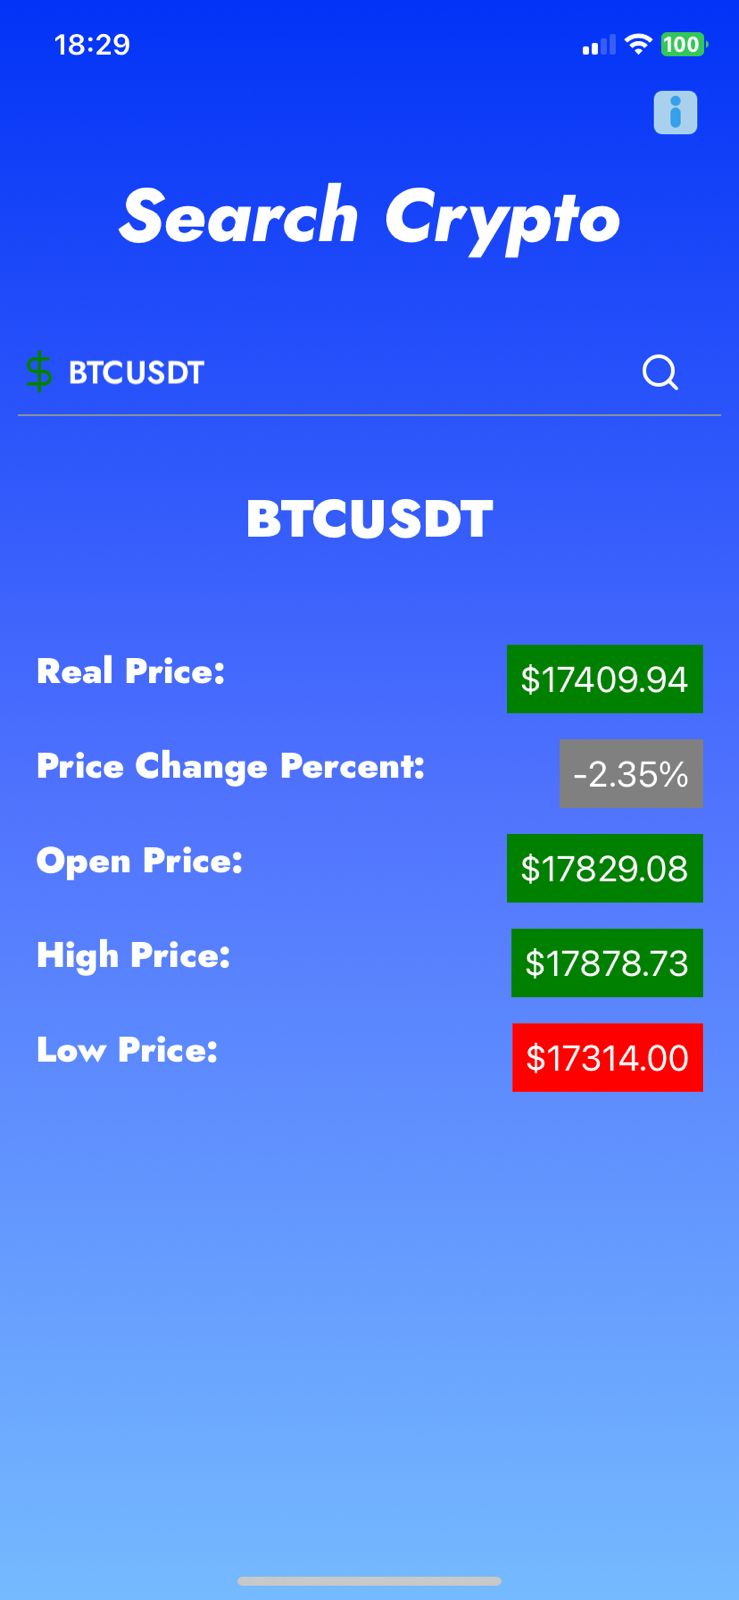 18:29
100
Search Crypto
$ BTCUSDT
BTCUSDT
Real Price: $17409.94
Price Change Percent: -2.35%
Open Price: $17829.08
High Price: $17878.73
Low Price: $17314.00